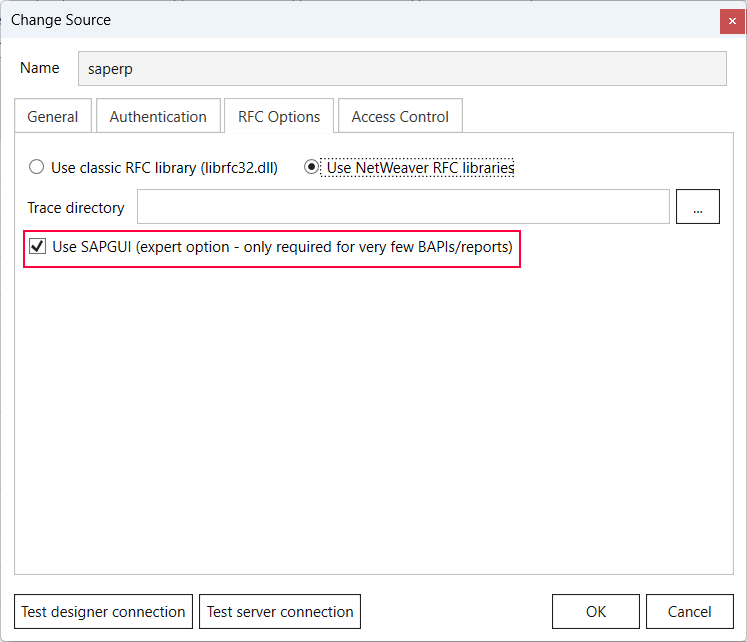 Change Source
Name saperp
General Authentication RFC Options Access Control
Use classic RFC library (librfc32.dll) Use NetWeaver RFC libraries
Trace directory ...
Use SAPGUI (expert option - only required for very few BAPIs/reports)
Test designer connection Test server connection OK Cancel